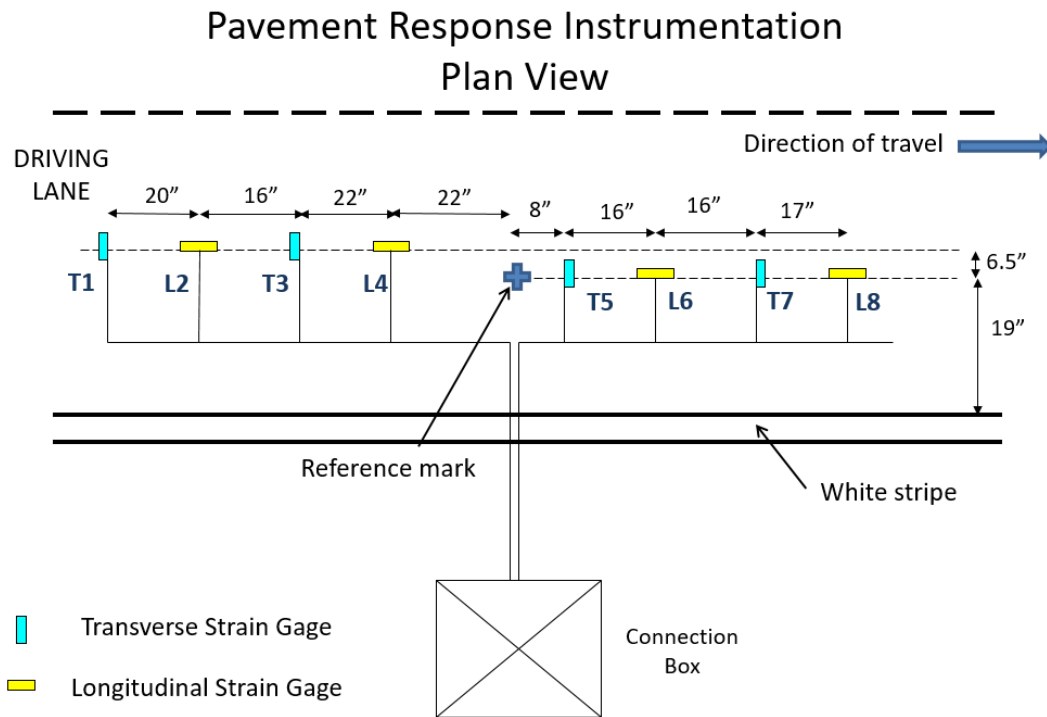 Pavement Response Instrumentation
Plan View
Direction of travel
DRIVING
LANE
20”
16”
22”
22”
8”
16”
16”
17”
6.5”
T1
L2
T3
L4
T5
L6
T7
L8
19”
Reference mark
White stripe
Transverse Strain Gage
Connection
Box
Longitudinal Strain Gage